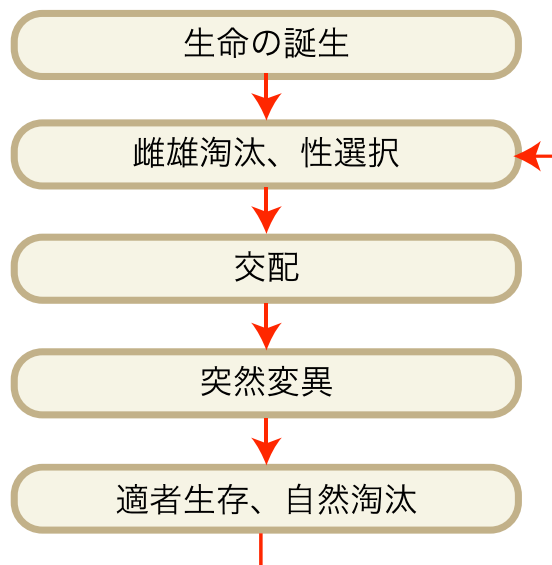 生命の誕生
雌雄淘汰、性選択
交配
突然変異
適者生存、自然淘汰